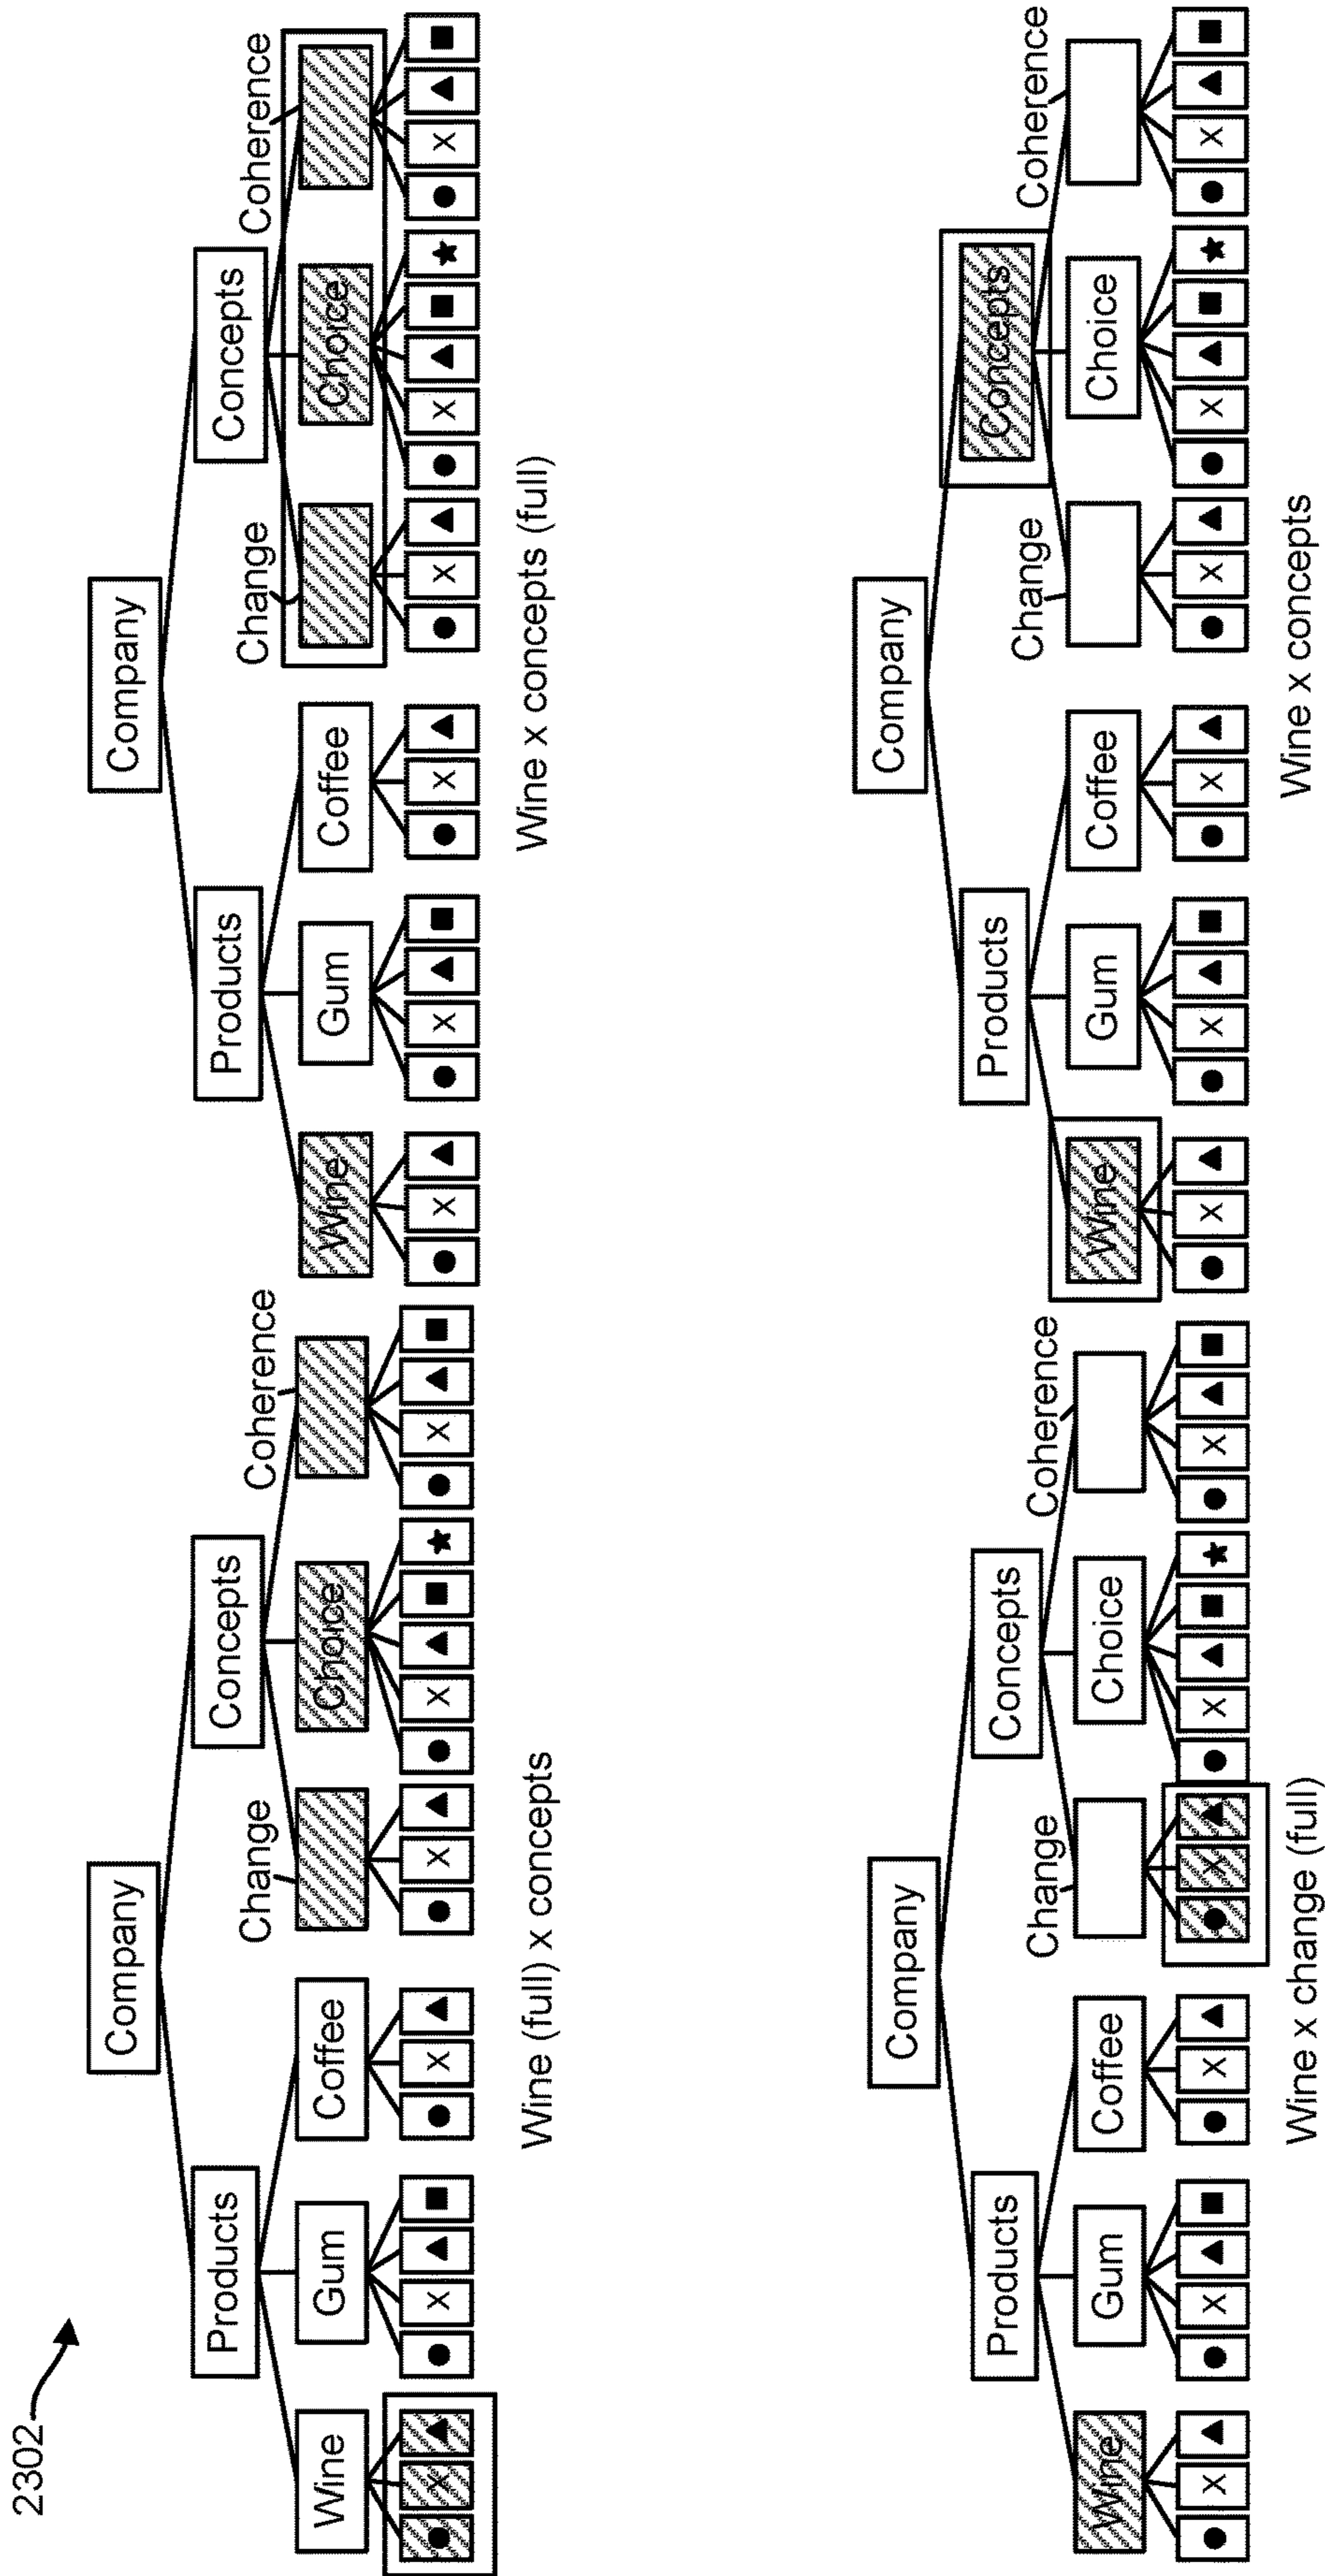 2302
Company
Products
Concepts
Wine
Gum
Coffee
Change
Choice
Coherence
X
X
X
X
X
X
Wine (full) x concepts
Company
Products
Concepts
Wine
Gum
Coffee
Change
Choice
Coherence
X
X
X
X
X
X
Wine x concepts (full)
Company
Products
Concepts
Wine
Gum
Coffee
Change
Choice
Coherence
X
X
X
X
X
X
Wine x change (full)
Company
Products
Concepts
Wine
Gum
Coffee
Change
Choice
Coherence
X
X
X
X
X
X
Wine x concepts